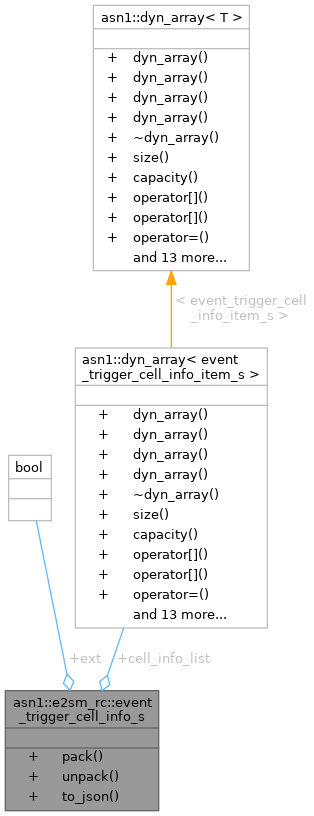 asn1::dyn_array< T >
+ dyn_array()
+ dyn_array()
+ dyn_array()
+ dyn_array()
+ ~dyn_array()
+ size()
+ capacity()
+ operator[]()
+ operator[]()
+ operator=()
and 13 more...
< event_trigger_cell
_info_item_s >
asn1::dyn_array< event
_trigger_cell_info_item_s >
+ dyn_array()
+ dyn_array()
+ dyn_array()
+ dyn_array()
+ ~dyn_array()
+ size()
+ capacity()
+ operator[]()
+ operator[]()
+ operator=()
and 13 more...
bool
+ext
+cell_info_list
asn1::e2sm_rc::event
_trigger_cell_info_s
+ pack()
+ unpack()
+ to_json()